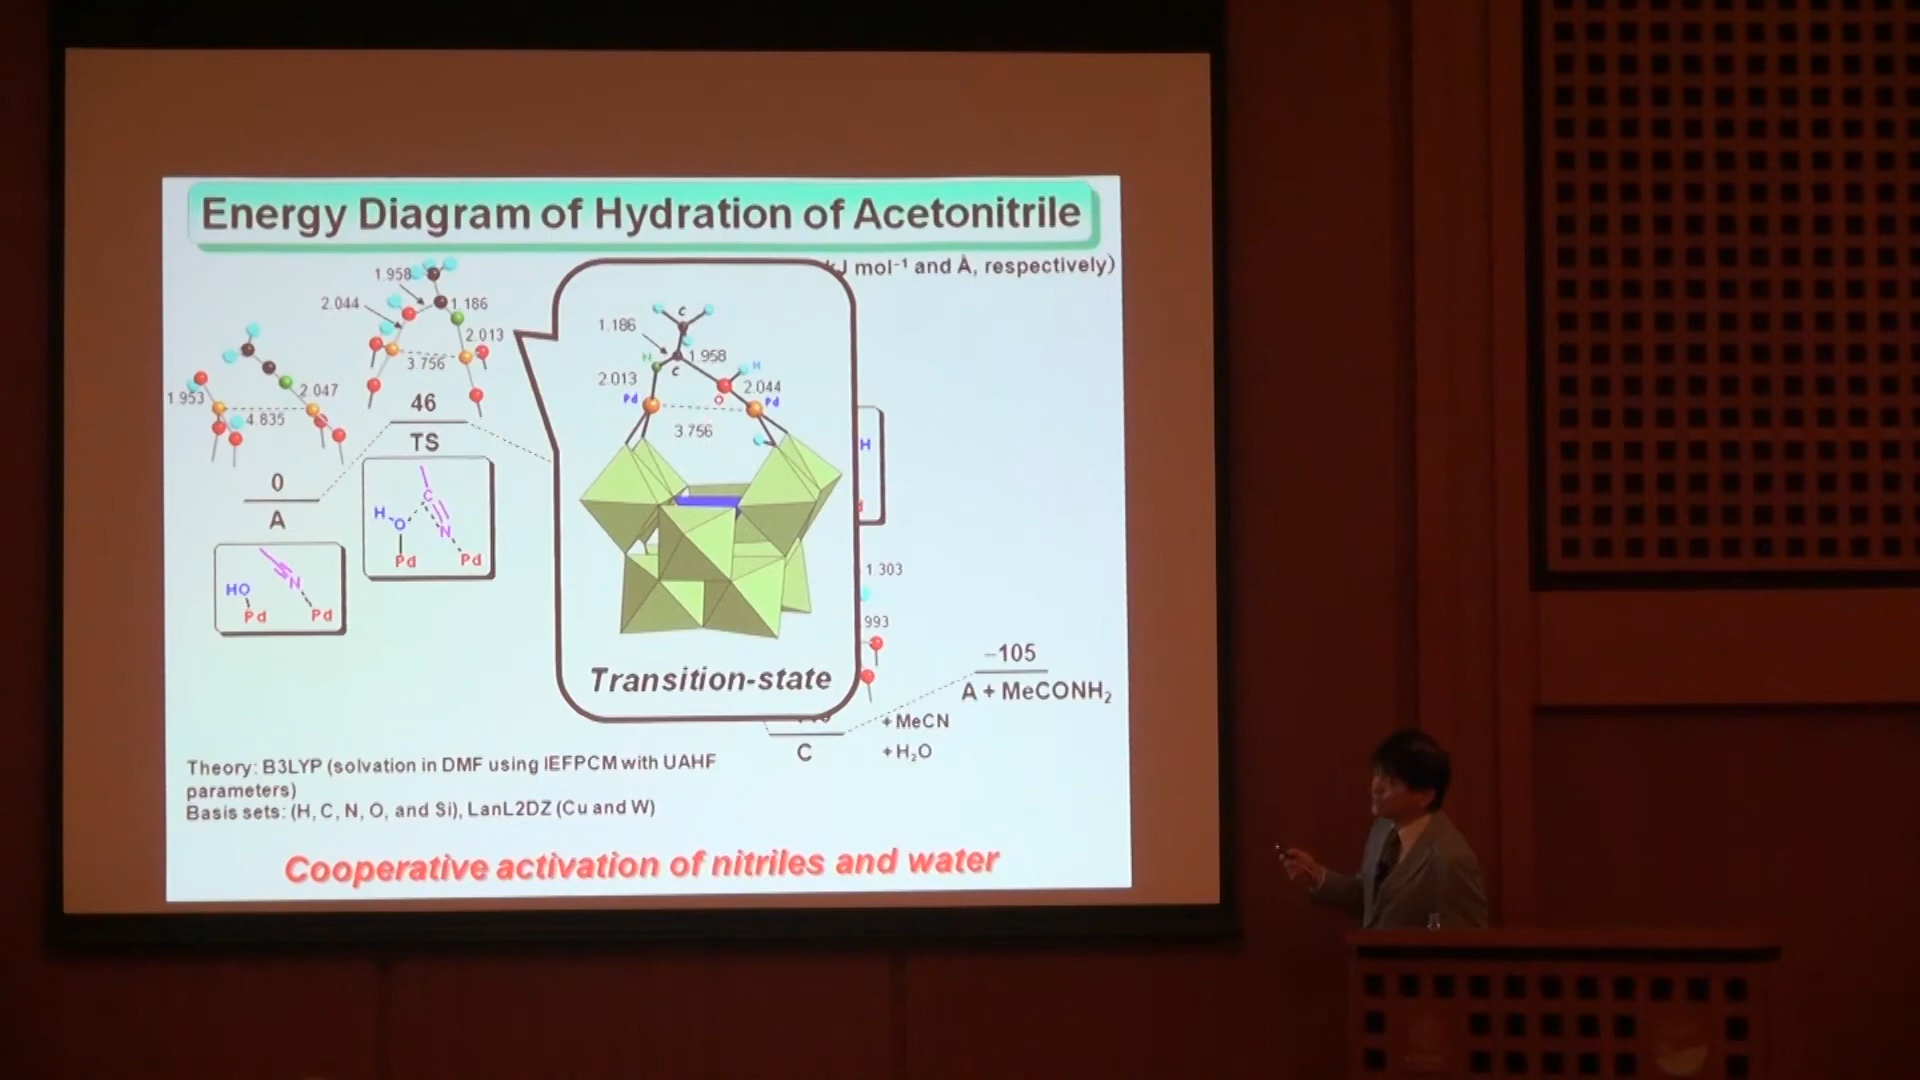 Energy Diagram of Hydration of Acetonitrile
J mol⁻¹ and Å, respectively)
1.958
2.044
1.186
2.013
3.756
1.953
2.047
4.835
46
TS
0
A
C
H
O
N
Pd
Pd
HO
N
Pd
Pd
C
1.186
1.958
N
C
H
2.013
2.044
Pd
O
Pd
3.756
Transition-state
H
1.303
993
–105
A + MeCONH₂
+ MeCN
C
+ H₂O
Theory: B3LYP (solvation in DMF using IEFPCM with UAHF
parameters)
Basis sets: (H, C, N, O, and Si), LanL2DZ (Cu and W)
Cooperative activation of nitriles and water